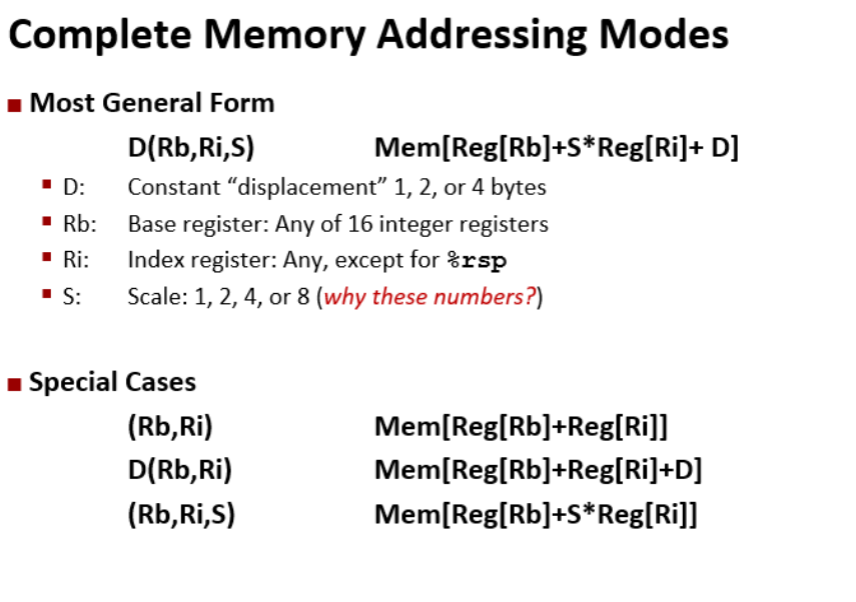 Complete Memory Addressing Modes
Most General Form
D(Rb,Ri,S) Mem[Reg[Rb]+S*Reg[Ri]+ D]
D: Constant “displacement” 1, 2, or 4 bytes
Rb: Base register: Any of 16 integer registers
Ri: Index register: Any, except for %rsp
S: Scale: 1, 2, 4, or 8 (why these numbers?)
Special Cases
(Rb,Ri) Mem[Reg[Rb]+Reg[Ri]]
D(Rb,Ri) Mem[Reg[Rb]+Reg[Ri]+D]
(Rb,Ri,S) Mem[Reg[Rb]+S*Reg[Ri]]